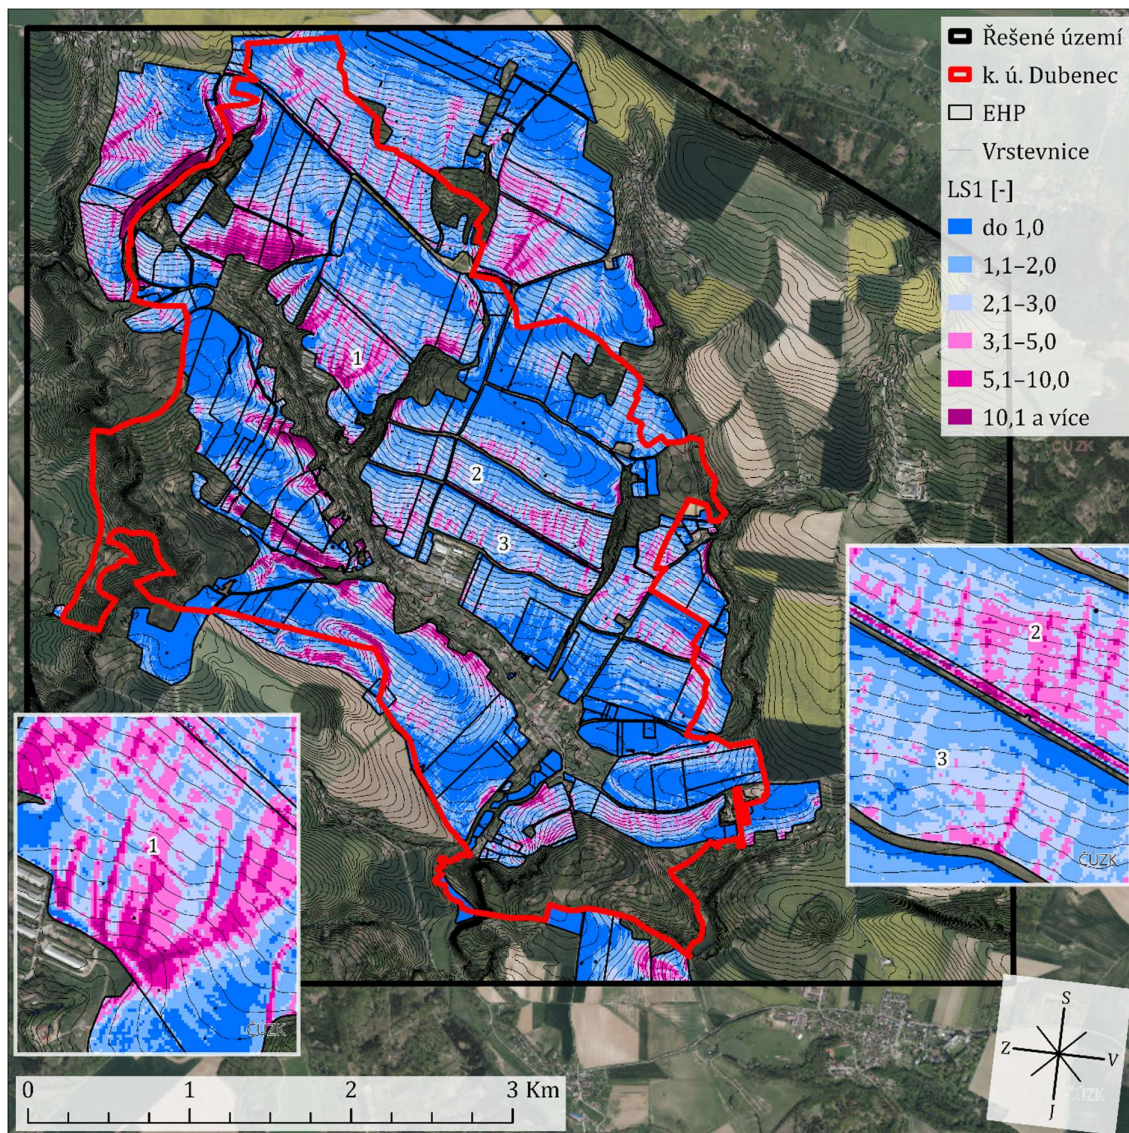 Řešené území
k. ú. Dubenec
EHP
Vrstevnice
LS1 [-]
do 1,0
1,1–2,0
2,1–3,0
3,1–5,0
5,1–10,0
10,1 a více
ČÚZK
1
2
3
2
3
ČÚZK
1
ČÚZK
0 1 2 3 Km
S
Z V
J
ČÚZK